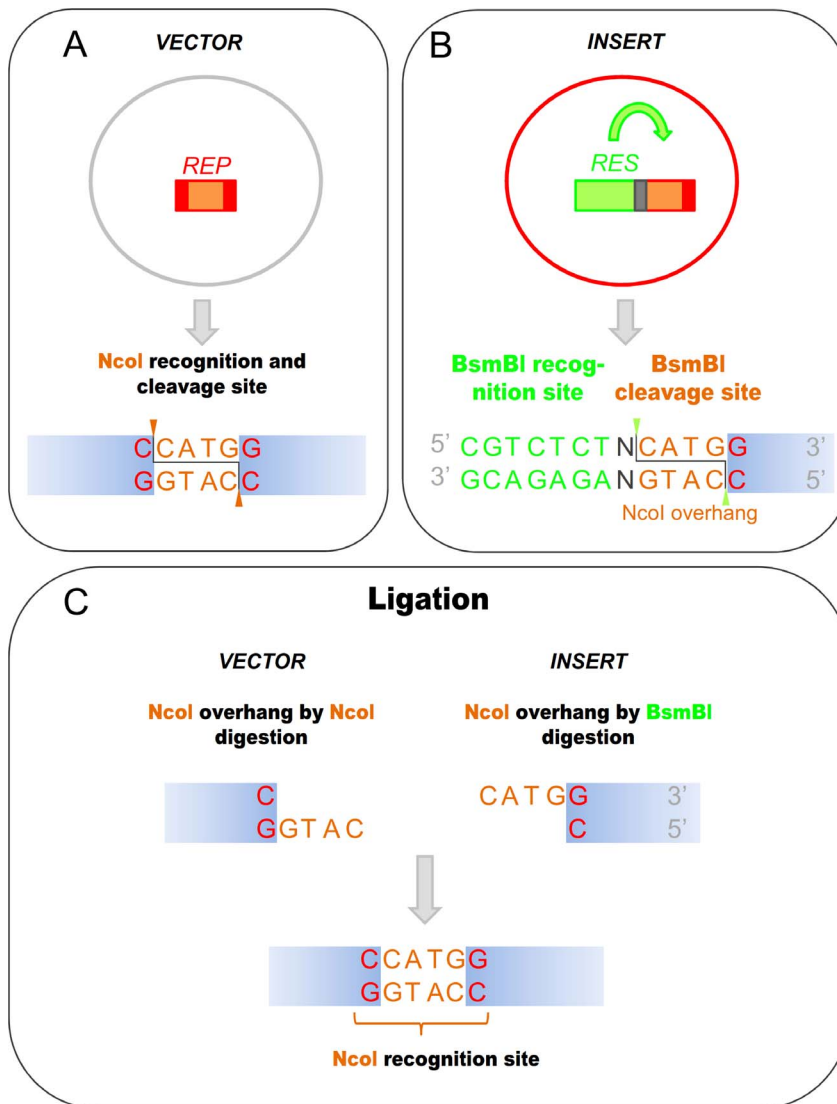 A
VECTOR
REP
NcoI recognition and
cleavage site
CCATGG
GGTACC
B
INSERT
RES
BsmBI recog-
nition site
BsmBI
cleavage site
5' CGTCTCTNCATGG 3'
3' GCAGAGANGTACC 5'
NcoI overhang
C
Ligation
VECTOR
INSERT
NcoI overhang by NcoI
digestion
NcoI overhang by BsmBI
digestion
C
GGTAC
CATGG 3'
C 5'
CCATGG
GGTACC
NcoI recognition site